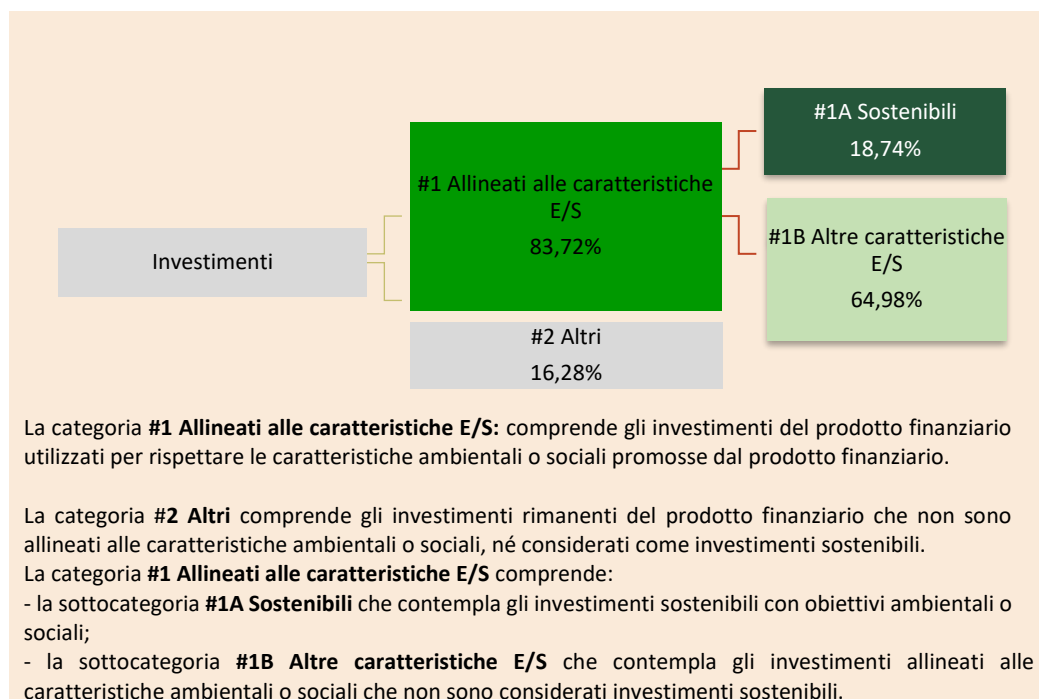 #1A Sostenibili
18,74%
#1 Allineati alle caratteristiche
E/S
83,72%
#1B Altre caratteristiche
E/S
64,98%
Investimenti
#2 Altri
16,28%
La categoria #1 Allineati alle caratteristiche E/S: comprende gli investimenti del prodotto finanziario
utilizzati per rispettare le caratteristiche ambientali o sociali promosse dal prodotto finanziario.
La categoria #2 Altri comprende gli investimenti rimanenti del prodotto finanziario che non sono
allineati alle caratteristiche ambientali o sociali, né considerati come investimenti sostenibili.
La categoria #1 Allineati alle caratteristiche E/S comprende:
- la sottocategoria #1A Sostenibili che contempla gli investimenti sostenibili con obiettivi ambientali o
sociali;
- la sottocategoria #1B Altre caratteristiche E/S che contempla gli investimenti allineati alle
caratteristiche ambientali o sociali che non sono considerati investimenti sostenibili.